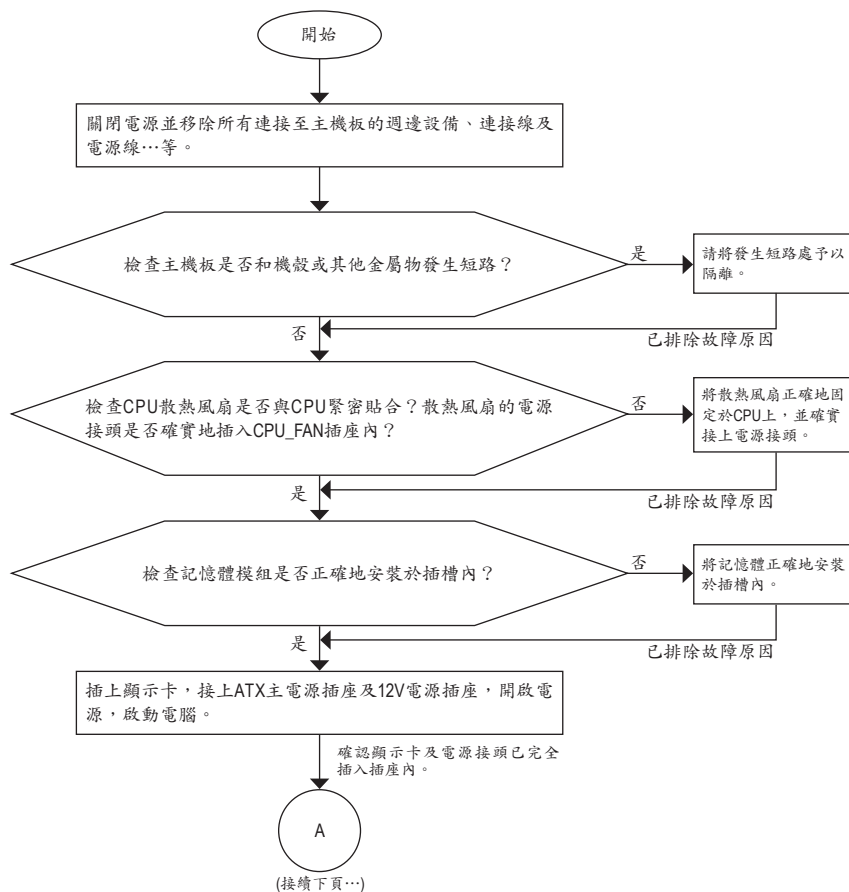 開始
關閉電源並移除所有連接至主機板的週邊設備、連接線及
電源線…等。
檢查主機板是否和機殼或其他金屬物發生短路？
是
請將發生短路處予以
隔離。
否
已排除故障原因
檢查CPU散熱風扇是否與CPU緊密貼合？散熱風扇的電源
接頭是否確實地插入CPU_FAN插座內？
否
將散熱風扇正確地固
定於CPU上，並確實
接上電源接頭。
是
已排除故障原因
檢查記憶體模組是否正確地安裝於插槽內？
否
將記憶體正確地安裝
於插槽內。
是
已排除故障原因
插上顯示卡，接上ATX主電源插座及12V電源插座，開啟電
源，啟動電腦。
確認顯示卡及電源接頭已完全
插入插座內。
A
(接續下頁…)